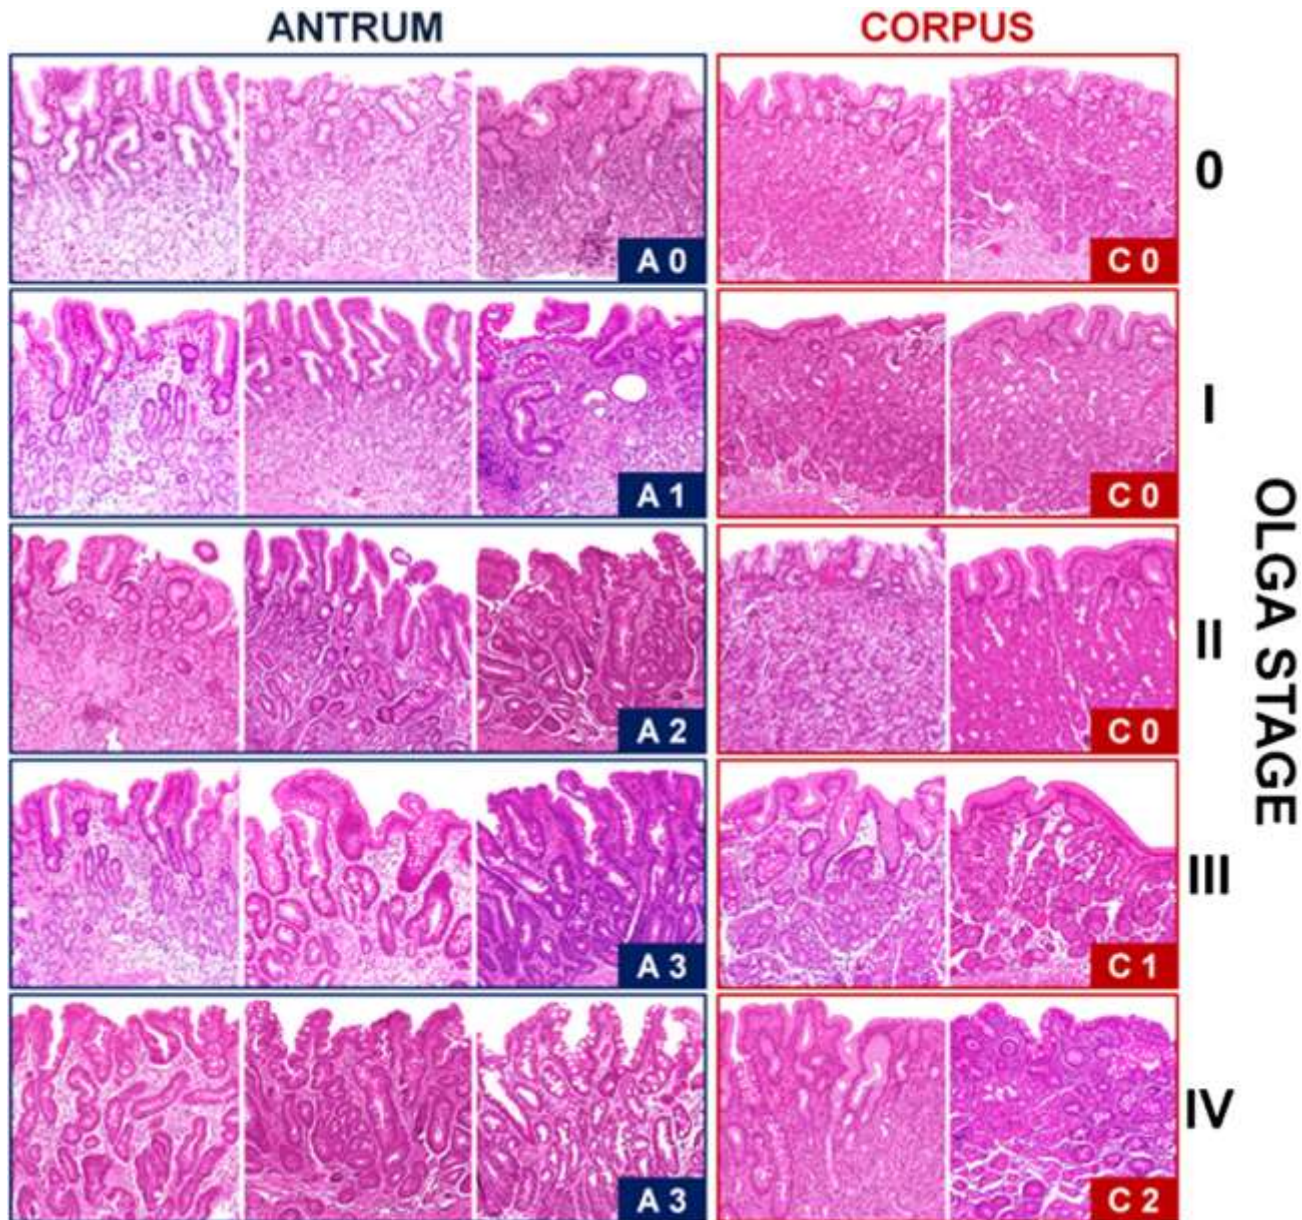 ANTRUM CORPUS
A 0 C 0 0
A 1 C 0 I
A 2 C 0 II
A 3 C 1 III
A 3 C 2 IV
OLGA STAGE